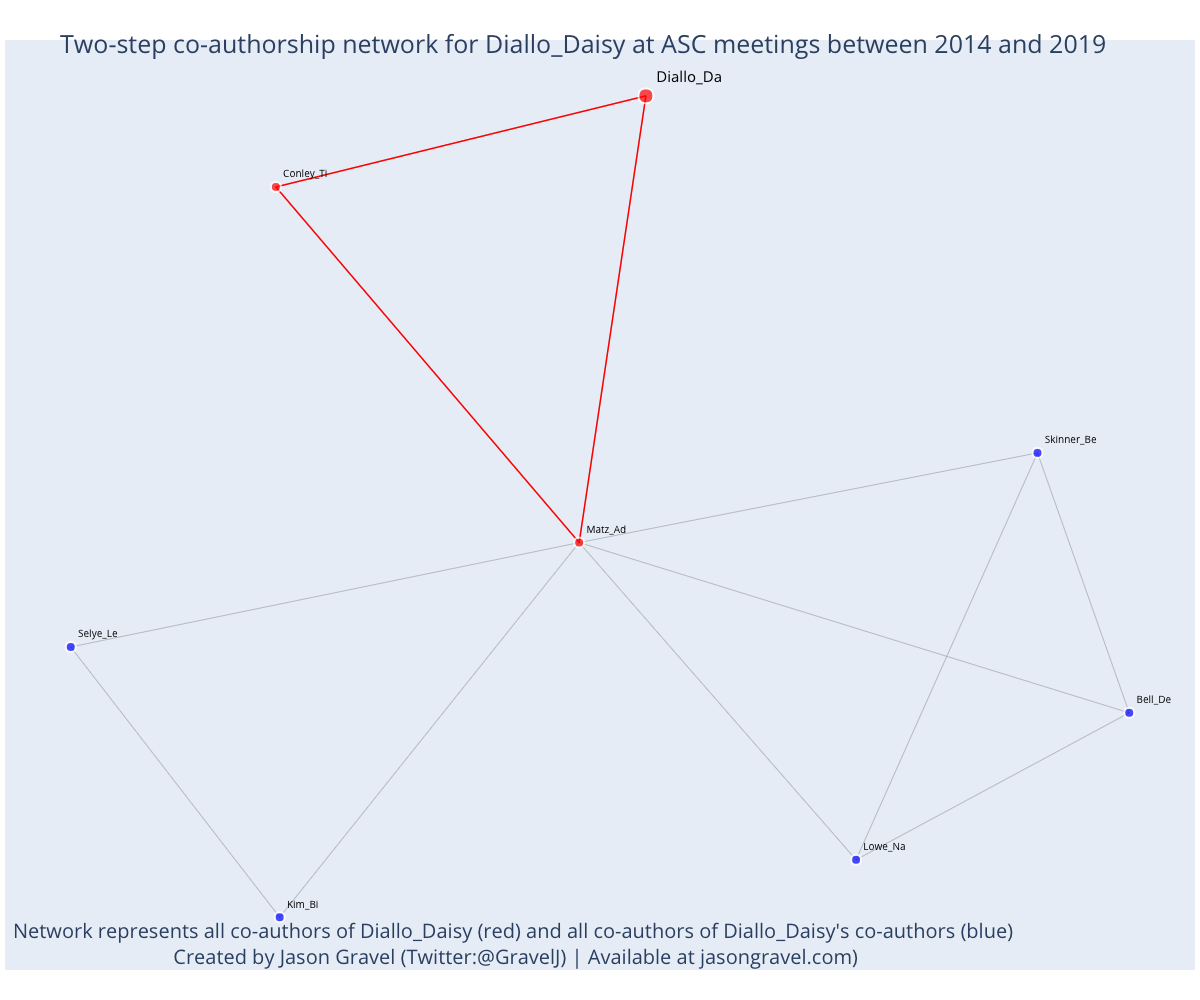 Two-step co-authorship network for Diallo_Daisy at ASC meetings between 2014 and 2019
Diallo_Da
Conley_Ti
Skinner_Be
Matz_Ad
Selye_Le
Bell_De
Lowe_Na
Kim_Bi
Network represents all co-authors of Diallo_Daisy (red) and all co-authors of Diallo_Daisy's co-authors (blue)
Created by Jason Gravel (Twitter:@GravelJ) | Available at jasongravel.com)